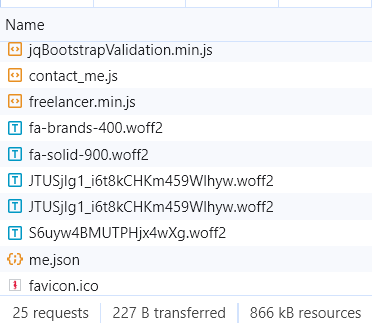 Name
jqBootstrapValidation.min.js
contact_me.js
freelancer.min.js
fa-brands-400.woff2
fa-solid-900.woff2
JTUSjIg1_i6t8kCHKm459Wlhyw.woff2
JTUSjIg1_i6t8kCHKm459Wlhyw.woff2
S6uyw4BMUTPHjx4wXg.woff2
me.json
favicon.ico
25 requests 227 B transferred 866 kB resources